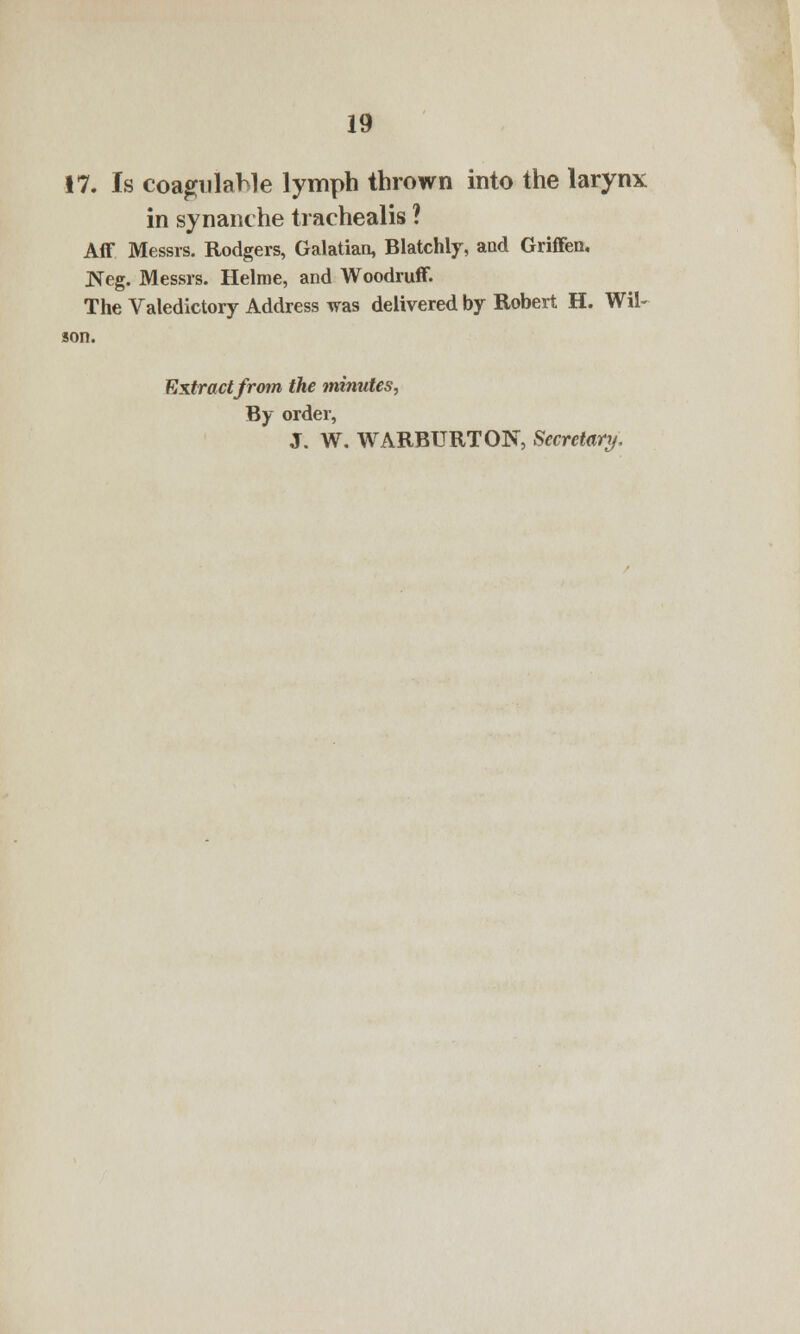 19
17. Is coagulable lymph thrown into the larynx
in synanche trachealis ?
Aff Messrs. Rodgers, Galatian, Blatchly, and Griffen.
Neg. Messrs. Helme, and Woodruff.
The Valedictory Address was delivered by Robert H. Wil-
son.
Extract from the minutes,
By order,
J. W. WARBURTON, Secretary.